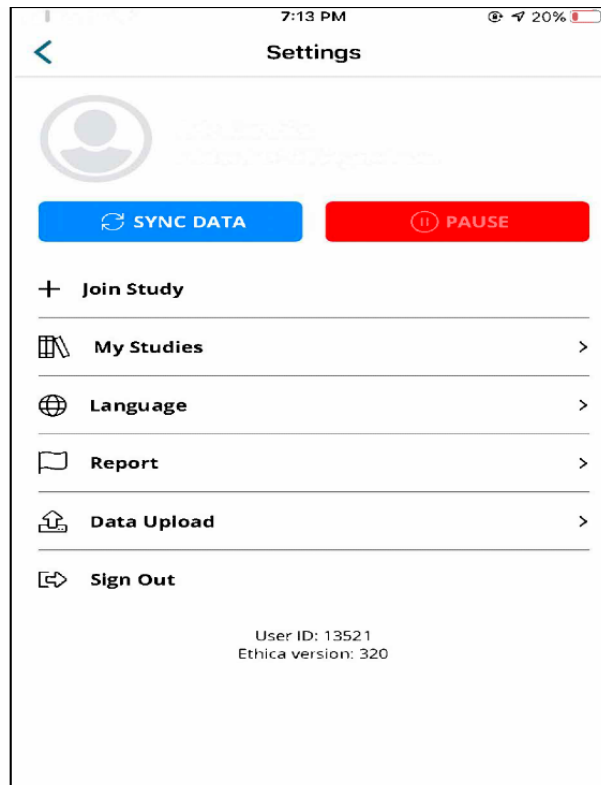 7:13 PM 20%
Settings
SYNC DATA PAUSE
Join Study
My Studies
Language
Report
Data Upload
Sign Out
User ID: 13521
Ethica version: 320